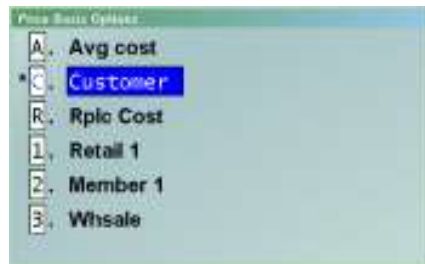 Price Basis Options
A. Avg cost
*C. Customer
R. Rplc Cost
1. Retail 1
2. Member 1
3. Whsale